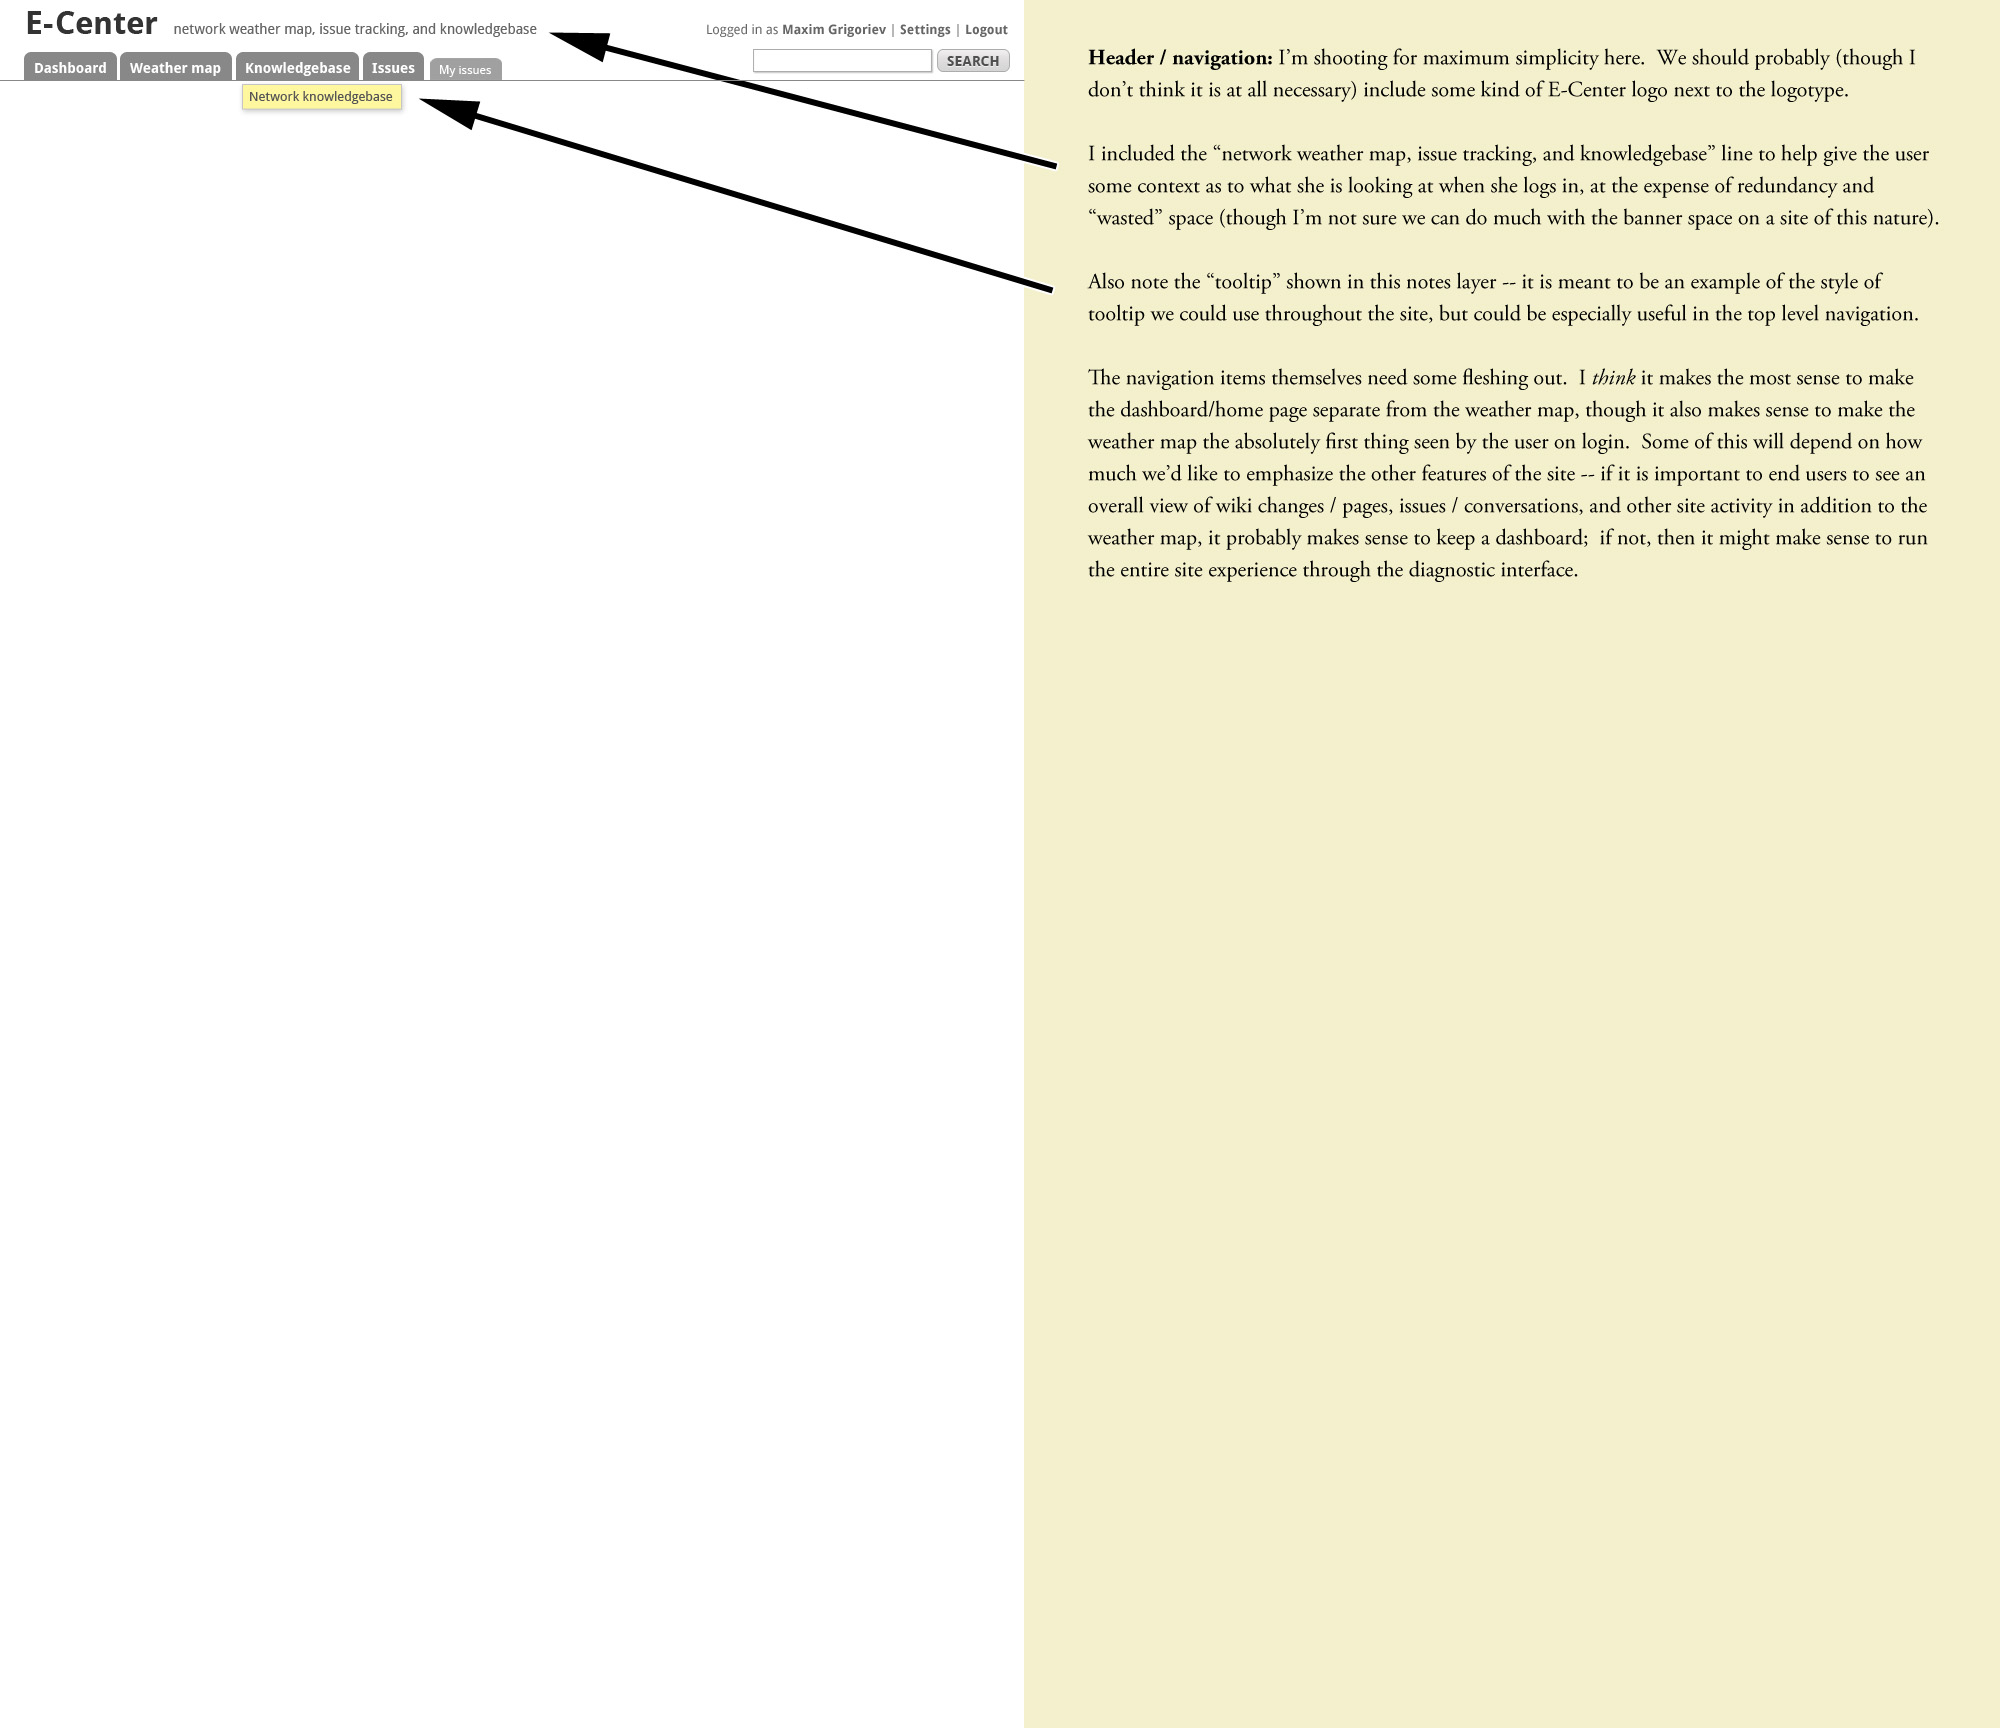 E-Center network weather map, issue tracking, and knowledgebase
Logged in as Maxim Grigoriev | Settings | Logout
Dashboard Weather map Knowledgebase Issues My issues
SEARCH
Network knowledgebase
Header / navigation: I’m shooting for maximum simplicity here. We should probably (though I
don’t think it is at all necessary) include some kind of E-Center logo next to the logotype.
I included the “network weather map, issue tracking, and knowledgebase” line to help give the user
some context as to what she is looking at when she logs in, at the expense of redundancy and
“wasted” space (though I’m not sure we can do much with the banner space on a site of this nature).
Also note the “tooltip” shown in this notes layer -- it is meant to be an example of the style of
tooltip we could use throughout the site, but could be especially useful in the top level navigation.
The navigation items themselves need some fleshing out. I think it makes the most sense to make
the dashboard/home page separate from the weather map, though it also makes sense to make the
weather map the absolutely first thing seen by the user on login. Some of this will depend on how
much we’d like to emphasize the other features of the site -- if it is important to end users to see an
overall view of wiki changes / pages, issues / conversations, and other site activity in addition to the
weather map, it probably makes sense to keep a dashboard; if not, then it might make sense to run
the entire site experience through the diagnostic interface.